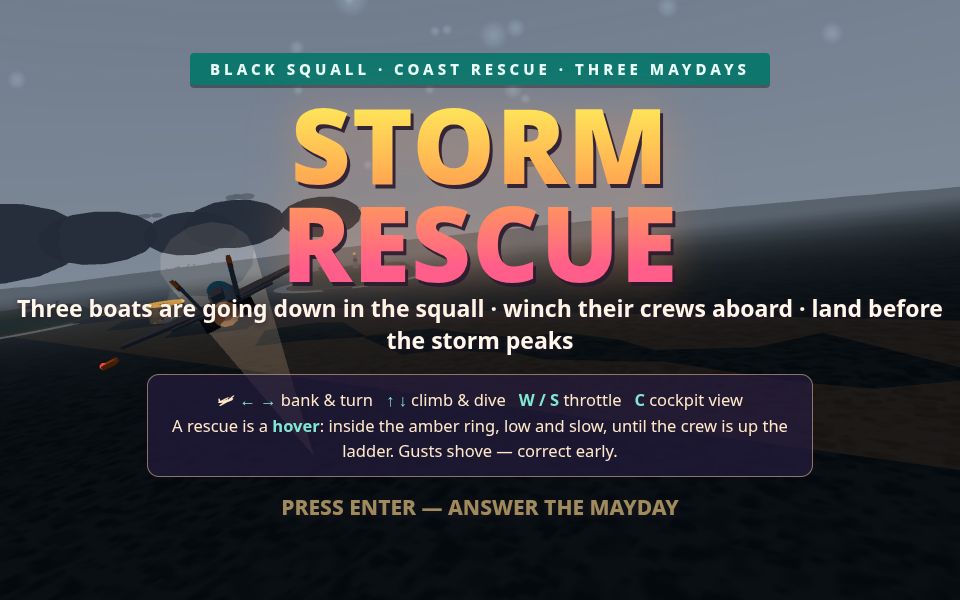 BLACK SQUALL · COAST RESCUE · THREE MAYDAYS
STORM
RESCUE
Three boats are going down in the squall · winch their crews aboard · land before
the storm peaks
🛩 ← → bank & turn ↑ ↓ climb & dive W / S throttle C cockpit view
A rescue is a hover: inside the amber ring, low and slow, until the crew is up the
ladder. Gusts shove — correct early.
PRESS ENTER — ANSWER THE MAYDAY